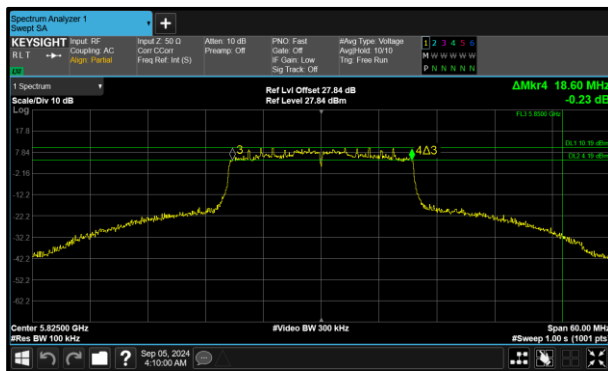 Spectrum Analyzer 1
Swept SA
+
KEYSIGHT Input: RF Input Z: 50 Ω Atten: 10 dB PNO: Fast #Avg Type: Voltage 1 2 3 4 5 6
RLT Coupling: AC Corr CCorr Preamp: Off Gate: Off Avg|Hold: 10/10 M W W W W W
Align: Partial Freq Ref: Int (S) IF Gain: Low Trig: Free Run P N N N N N
Sig Track: Off
1 Spectrum Ref Lvl Offset 27.84 dB ΔMkr4 18.60 MHz
Scale/Div 10 dB Ref Level 27.84 dBm -0.23 dB
Log FL3 5.8500 GHz
17.8
DL1 10.19 dBm
7.84 3 4Δ3
DL2 4.19 dBm
-2.16
-12.2
-22.2
-32.2
-42.2
-52.2
-62.2
Center 5.82500 GHz #Video BW 300 kHz Span 60.00 MHz
#Res BW 100 kHz #Sweep 1.00 s (1001 pts)
? Sep 05, 2024
4:10:00 AM